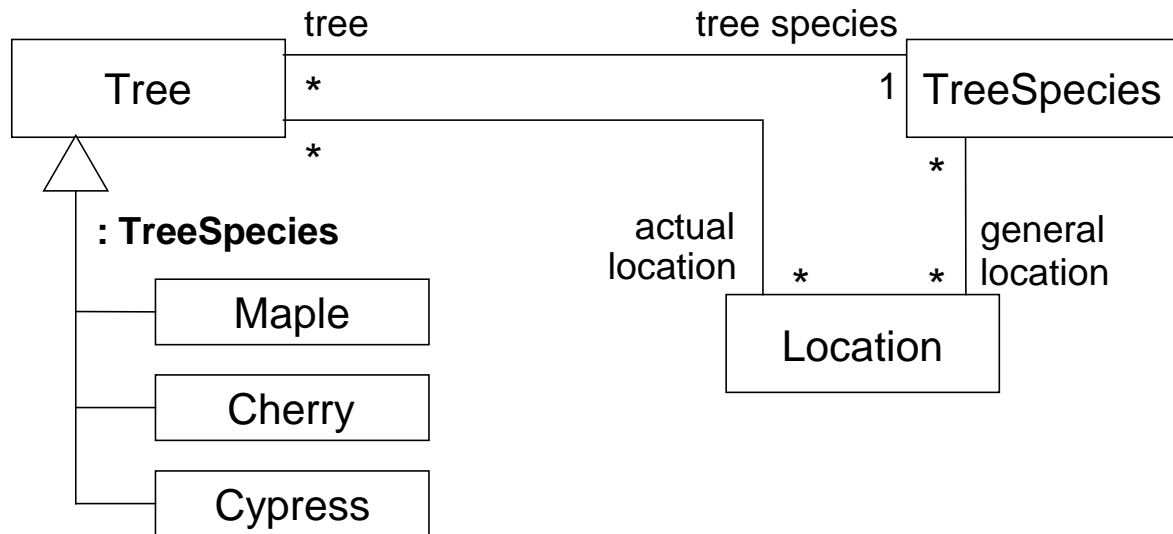 tree
tree species
Tree
*
1
TreeSpecies
*
*
: TreeSpecies
actual
location
general
location
*
*
Maple
Location
Cherry
Cypress